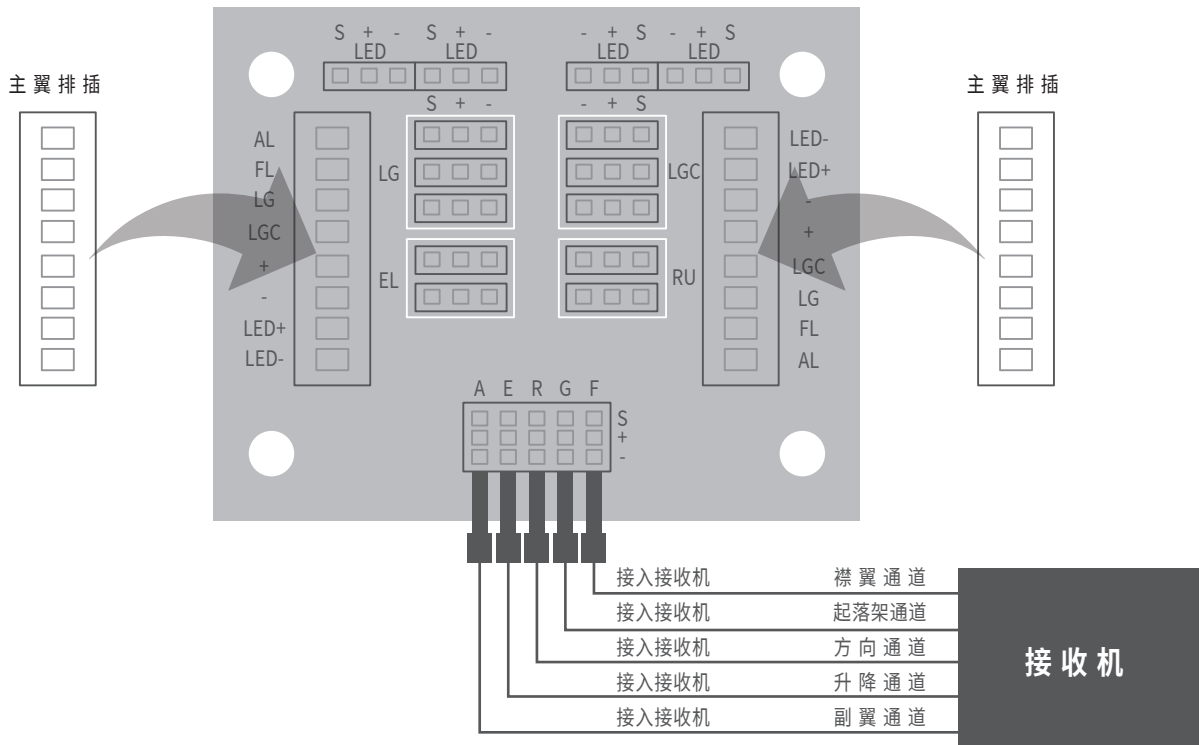 S + - S + - - + S - + S
LED LED LED LED
主翼排插 主翼排插
S + - - + S
AL LED-
FL LED+
LG LGC
LG -
LGC +
+ LGC
EL RU
- LG
LED+ FL
LED- AL
A E R G F
S
+
-
接入接收机 襟翼通道
接入接收机 起落架通道
接入接收机 方向通道
接收机
接入接收机 升降通道
接入接收机 副翼通道